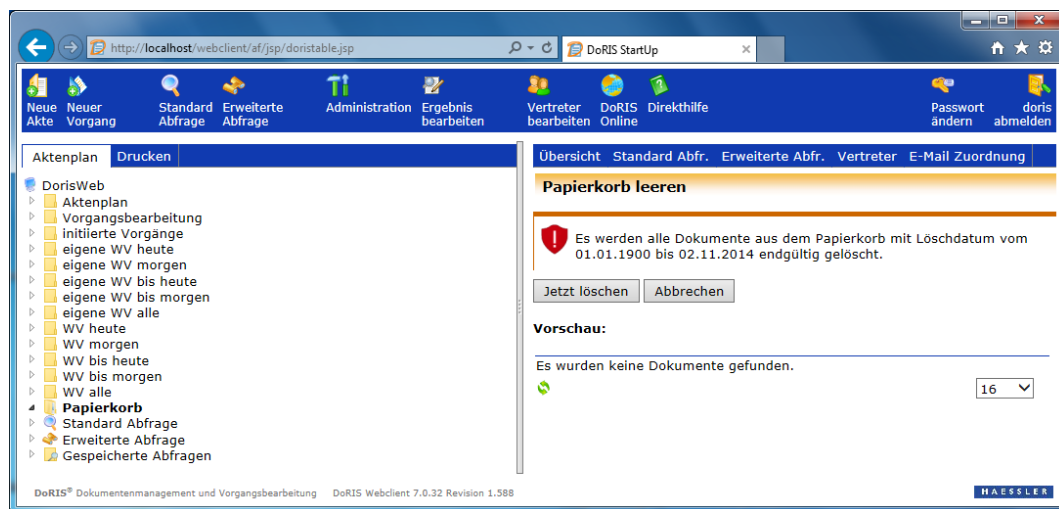 http://localhost/webclient/af/jsp/doristable.jsp
DoRIS StartUp
Neue Akte
Neuer Vorgang
Standard Abfrage
Erweiterte Abfrage
Administration
Ergebnis bearbeiten
Vertreter bearbeiten
DoRIS Online
Direkthilfe
Passwort ändern
doris abmelden
Aktenplan Drucken
DorisWeb
Aktenplan
Vorgangsbearbeitung
initiierte Vorgänge
eigene WV heute
eigene WV morgen
eigene WV bis heute
eigene WV bis morgen
eigene WV alle
WV heute
WV morgen
WV bis heute
WV bis morgen
WV alle
Papierkorb
Standard Abfrage
Erweiterte Abfrage
Gespeicherte Abfragen
Übersicht Standard Abfr. Erweiterte Abfr. Vertreter E-Mail Zuordnung
Papierkorb leeren
Es werden alle Dokumente aus dem Papierkorb mit Löschdatum vom
01.01.1900 bis 02.11.2014 endgültig gelöscht.
Jetzt löschen Abbrechen
Vorschau:
Es wurden keine Dokumente gefunden.
16
DoRIS® Dokumentenmanagement und Vorgangsbearbeitung DoRIS Webclient 7.0.32 Revision 1.588
HAESSLER